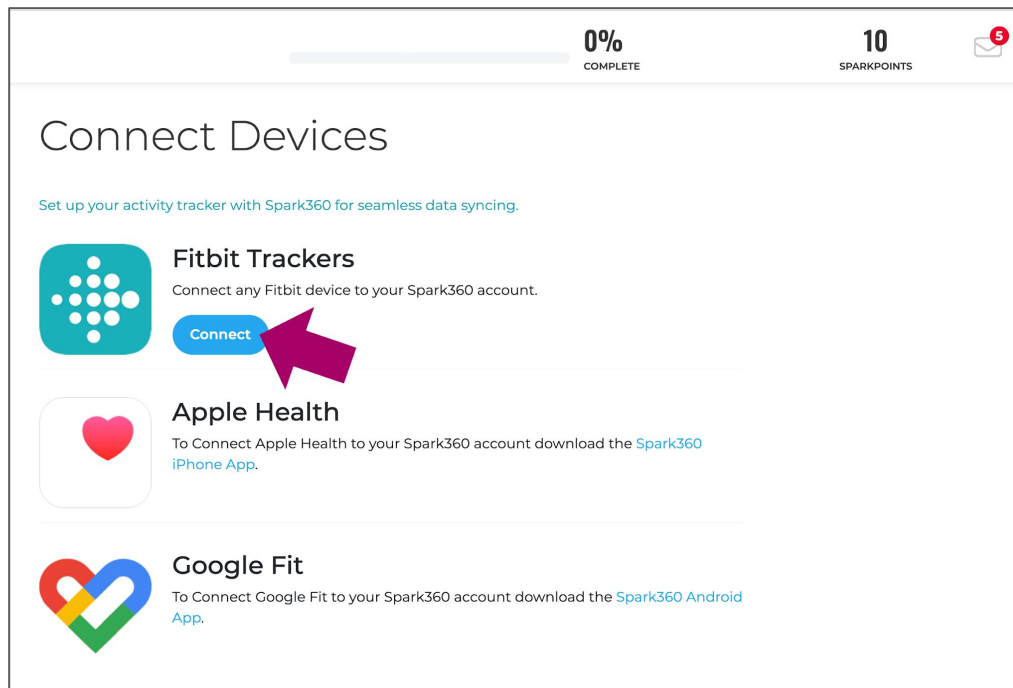 0%
COMPLETE
10
SPARKPOINTS
5
Connect Devices
Set up your activity tracker with Spark360 for seamless data syncing.
Fitbit Trackers
Connect any Fitbit device to your Spark360 account.
Connect
Apple Health
To Connect Apple Health to your Spark360 account download the Spark360
iPhone App.
Google Fit
To Connect Google Fit to your Spark360 account download the Spark360 Android
App.